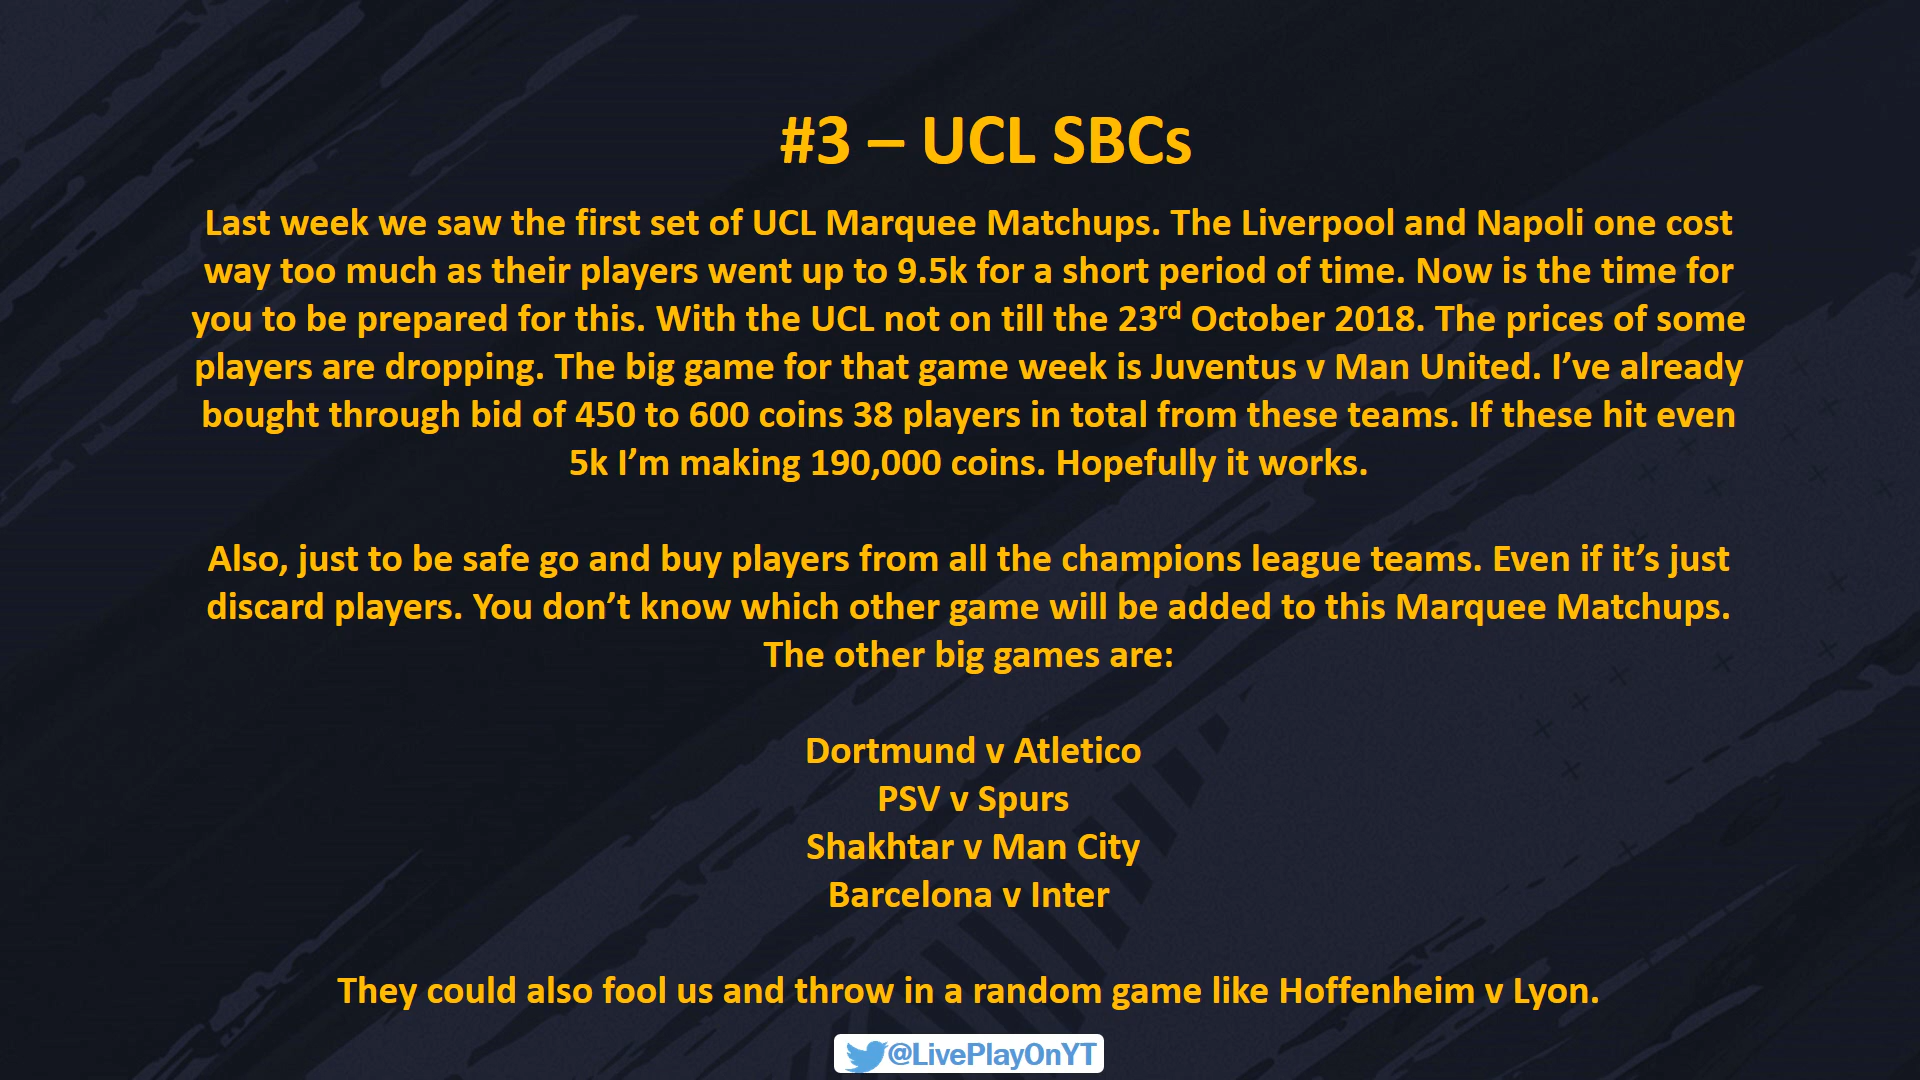 #3 – UCL SBCs
Last week we saw the first set of UCL Marquee Matchups. The Liverpool and Napoli one cost
way too much as their players went up to 9.5k for a short period of time. Now is the time for
you to be prepared for this. With the UCL not on till the 23rd October 2018. The prices of some
players are dropping. The big game for that game week is Juventus v Man United. I’ve already
bought through bid of 450 to 600 coins 38 players in total from these teams. If these hit even
5k I’m making 190,000 coins. Hopefully it works.
Also, just to be safe go and buy players from all the champions league teams. Even if it’s just
discard players. You don’t know which other game will be added to this Marquee Matchups.
The other big games are:
Dortmund v Atletico
PSV v Spurs
Shakhtar v Man City
Barcelona v Inter
They could also fool us and throw in a random game like Hoffenheim v Lyon.
@LivePlayOnYT